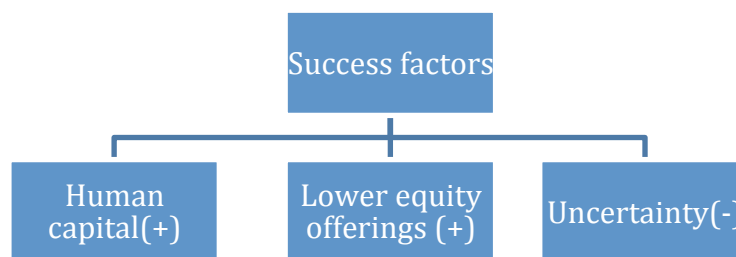 Success factors
Human
capital(+)
Lower equity
offerings (+)
Uncertainty(-)